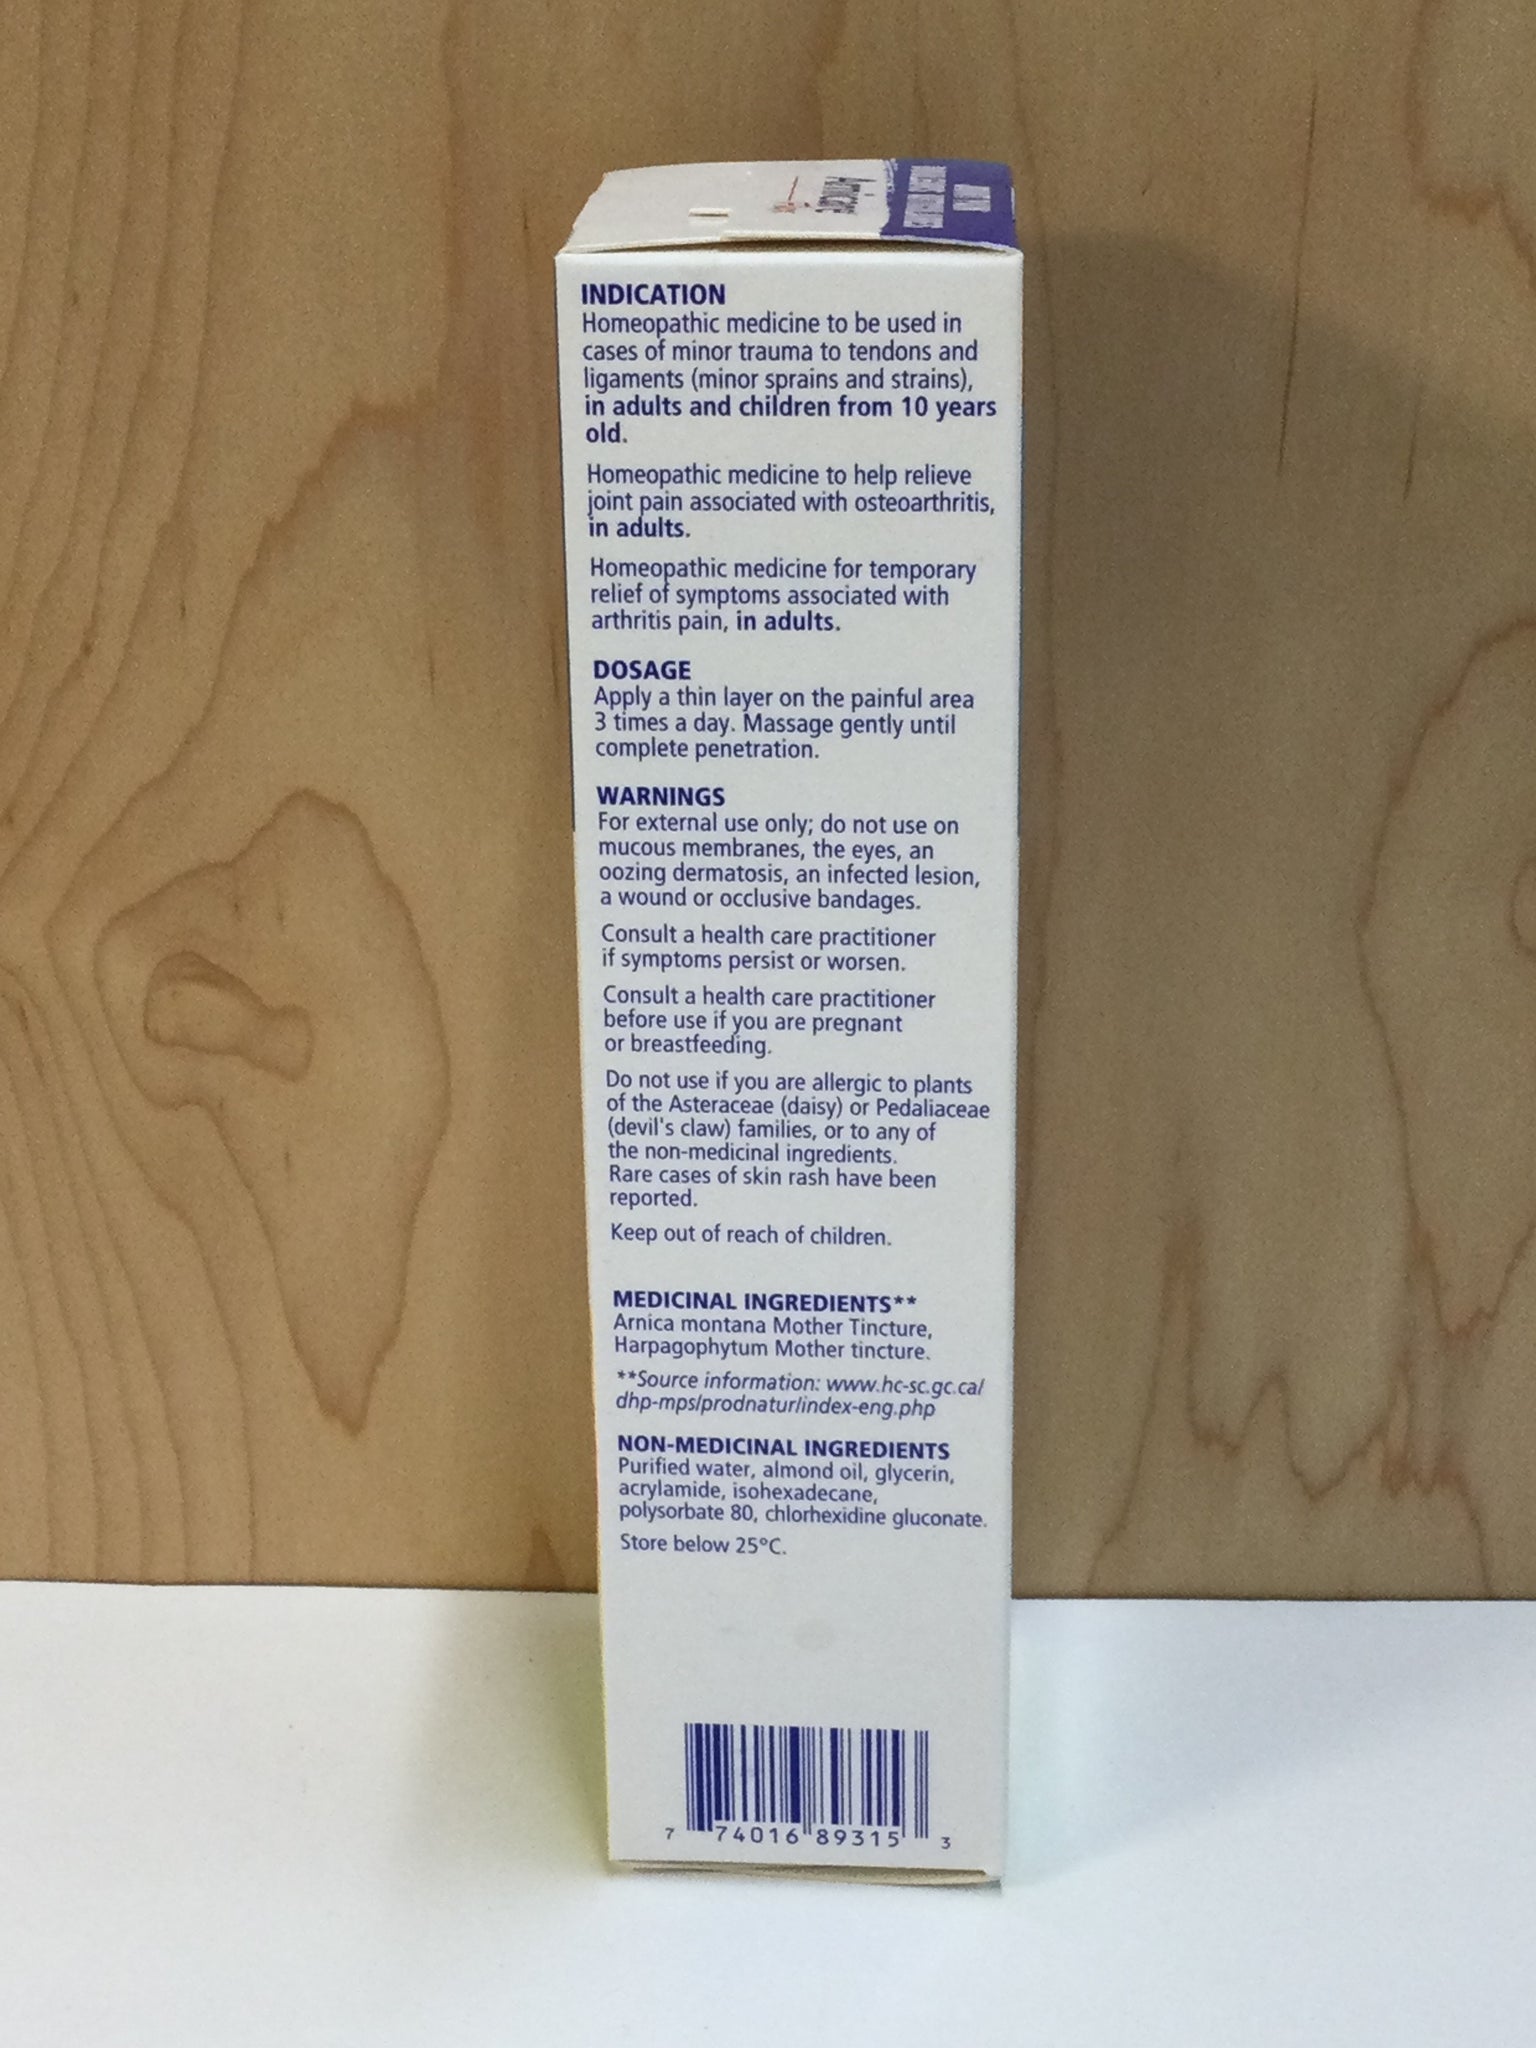 Arnicare
INDICATION
Homeopathic medicine to be used in
cases of minor trauma to tendons and
ligaments (minor sprains and strains),
in adults and children from 10 years
old.
Homeopathic medicine to help relieve
joint pain associated with osteoarthritis,
in adults.
Homeopathic medicine for temporary
relief of symptoms associated with
arthritis pain, in adults.
DOSAGE
Apply a thin layer on the painful area
3 times a day. Massage gently until
complete penetration.
WARNINGS
For external use only; do not use on
mucous membranes, the eyes, an
oozing dermatosis, an infected lesion,
a wound or occlusive bandages.
Consult a health care practitioner
if symptoms persist or worsen.
Consult a health care practitioner
before use if you are pregnant
or breastfeeding.
Do not use if you are allergic to plants
of the Asteraceae (daisy) or Pedaliaceae
(devil's claw) families, or to any of
the non-medicinal ingredients.
Rare cases of skin rash have been
reported.
Keep out of reach of children.
MEDICINAL INGREDIENTS**
Arnica montana Mother Tincture,
Harpagophytum Mother tincture.
**Source information: www.hc-sc.gc.ca/
dhp-mps/prodnatur/index-eng.php
NON-MEDICINAL INGREDIENTS
Purified water, almond oil, glycerin,
acrylamide, isohexadecane,
polysorbate 80, chlorhexidine gluconate.
Store below 25°C.
7 74016 89315 3